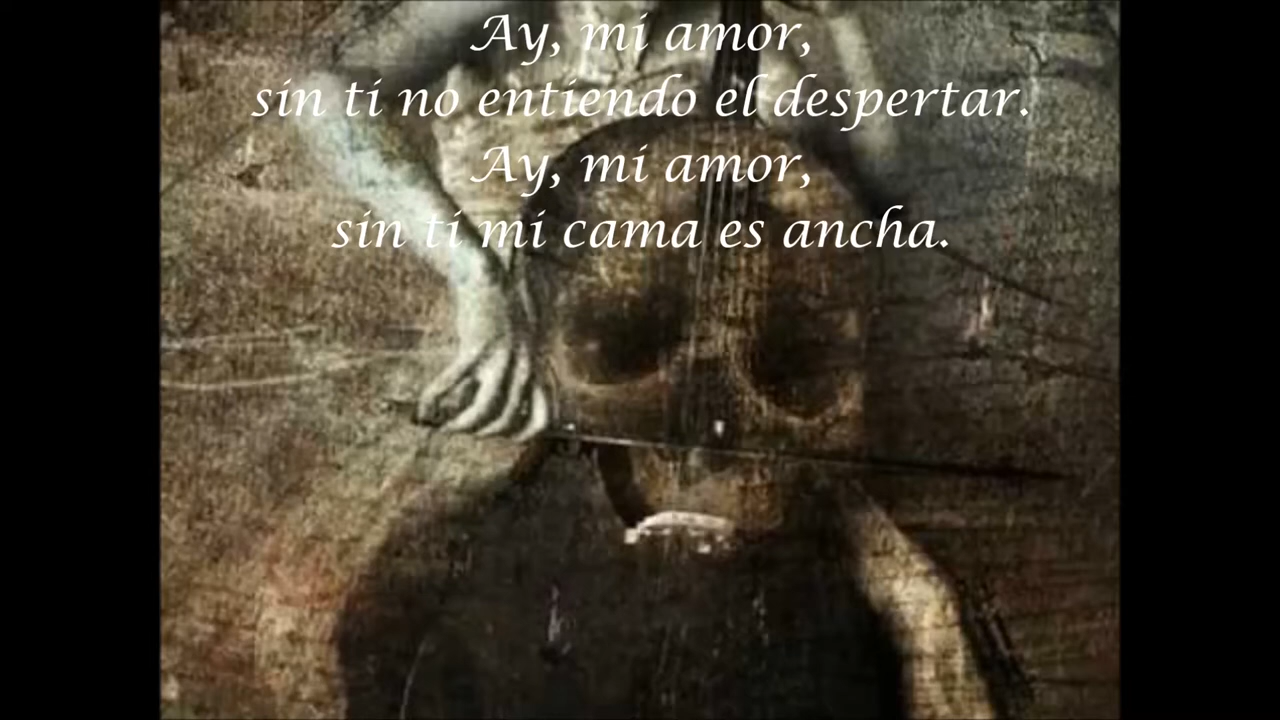 Ay, mi amor,
sin ti no entiendo el despertar.
Ay, mi amor,
sin ti mi cama es ancha.